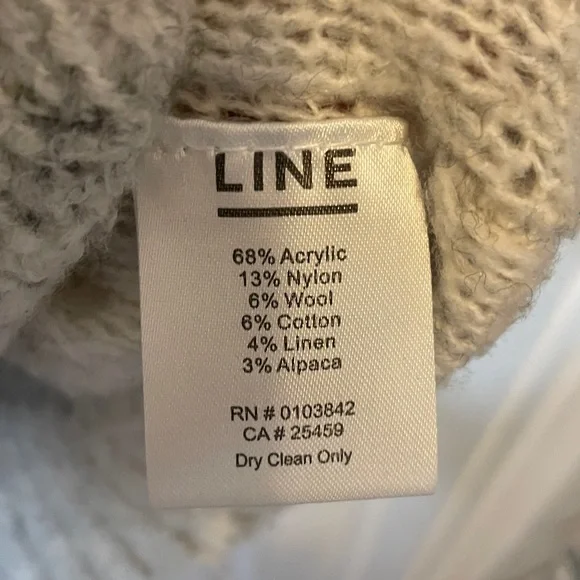 LINE
68% Acrylic
13% Nylon
6% Wool
6% Cotton
4% Linen
3% Alpaca
RN # 0103842
CA # 25459
Dry Clean Only